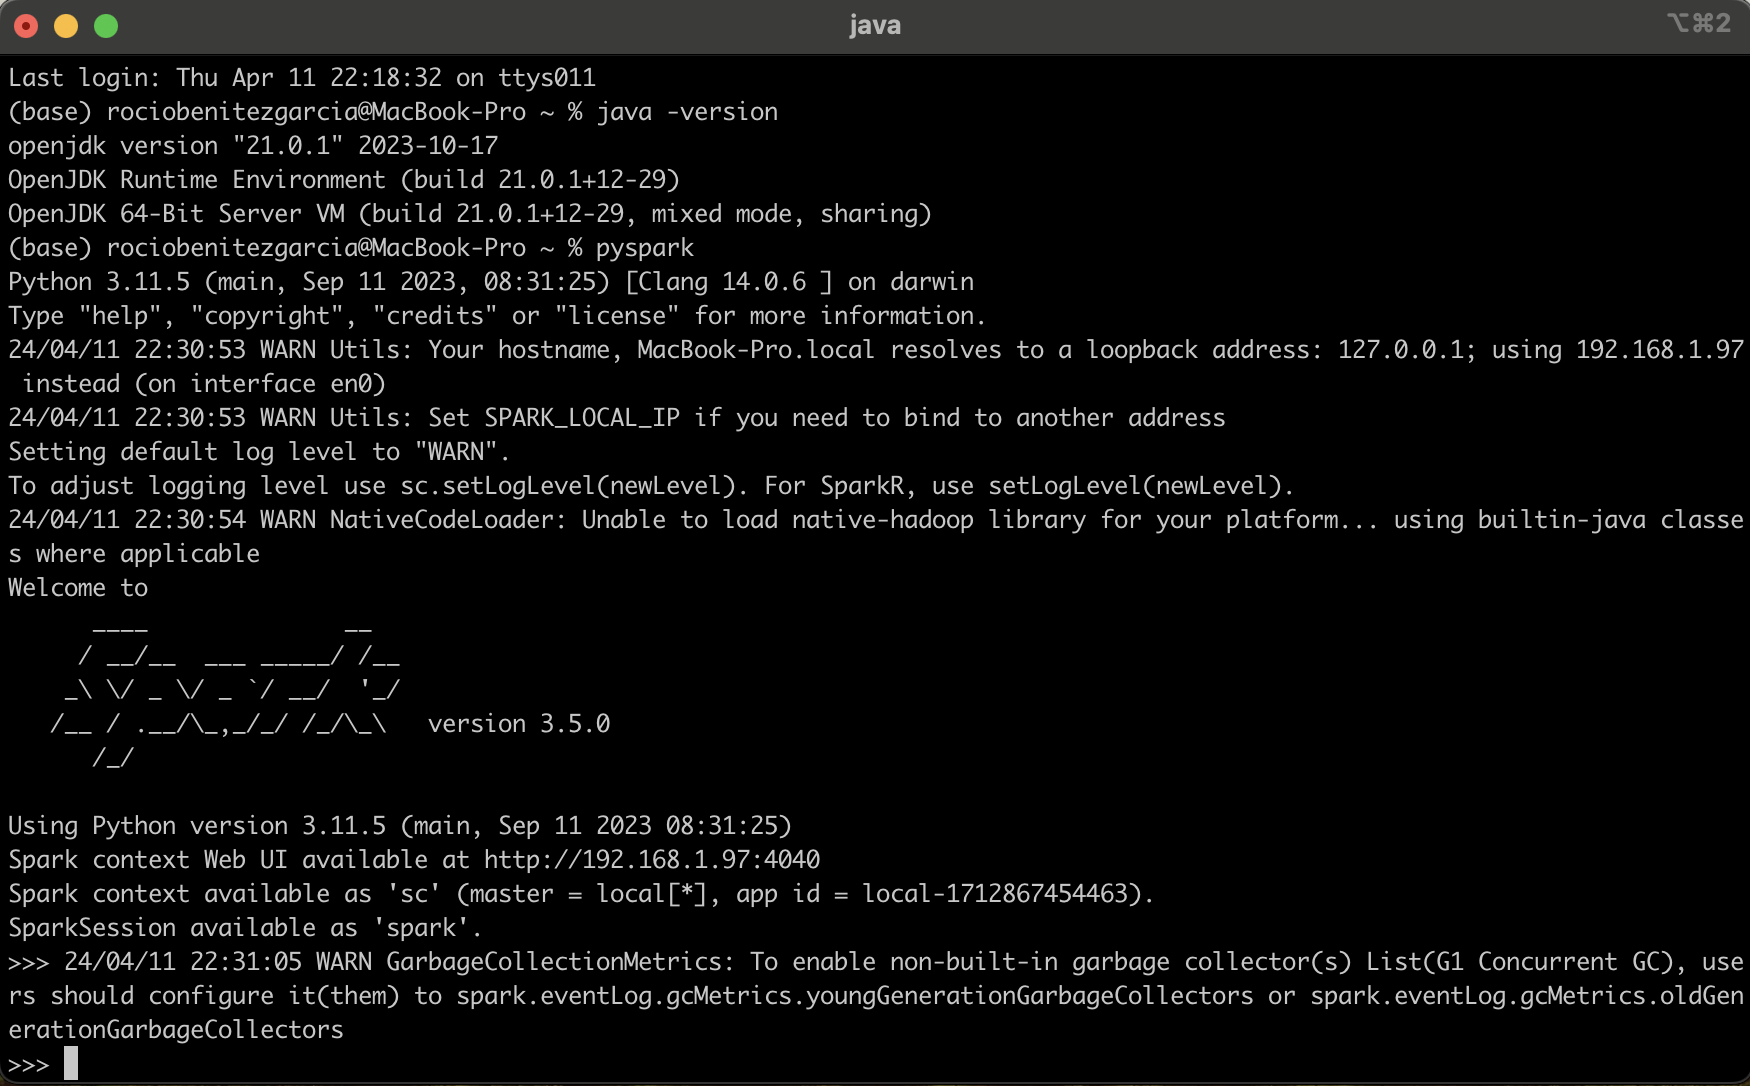 java
⌥⌘2
Last login: Thu Apr 11 22:18:32 on ttys011
(base) rociobenitezgarcia@MacBook-Pro ~ % java -version
openjdk version "21.0.1" 2023-10-17
OpenJDK Runtime Environment (build 21.0.1+12-29)
OpenJDK 64-Bit Server VM (build 21.0.1+12-29, mixed mode, sharing)
(base) rociobenitezgarcia@MacBook-Pro ~ % pyspark
Python 3.11.5 (main, Sep 11 2023, 08:31:25) [Clang 14.0.6 ] on darwin
Type "help", "copyright", "credits" or "license" for more information.
24/04/11 22:30:53 WARN Utils: Your hostname, MacBook-Pro.local resolves to a loopback address: 127.0.0.1; using 192.168.1.97
 instead (on interface en0)
24/04/11 22:30:53 WARN Utils: Set SPARK_LOCAL_IP if you need to bind to another address
Setting default log level to "WARN".
To adjust logging level use sc.setLogLevel(newLevel). For SparkR, use setLogLevel(newLevel).
24/04/11 22:30:54 WARN NativeCodeLoader: Unable to load native-hadoop library for your platform... using builtin-java classe
s where applicable
Welcome to
      ____              __
     / __/__  ___ _____/ /__
    _\ \/ _ \/ _ `/ __/  '_/
   /__ / .__/\_,_/_/ /_/\_\   version 3.5.0
      /_/
Using Python version 3.11.5 (main, Sep 11 2023 08:31:25)
Spark context Web UI available at http://192.168.1.97:4040
Spark context available as 'sc' (master = local[*], app id = local-1712867454463).
SparkSession available as 'spark'.
>>> 24/04/11 22:31:05 WARN GarbageCollectionMetrics: To enable non-built-in garbage collector(s) List(G1 Concurrent GC), use
rs should configure it(them) to spark.eventLog.gcMetrics.youngGenerationGarbageCollectors or spark.eventLog.gcMetrics.oldGen
erationGarbageCollectors
>>>